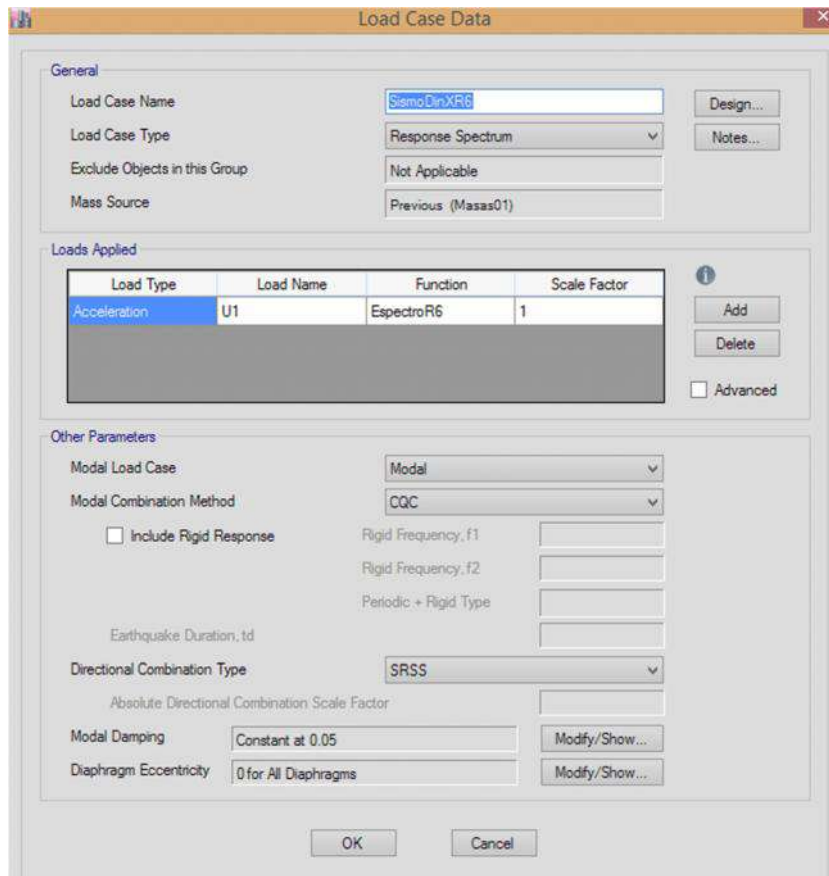 Load Case Data
General
Load Case Name SismoDinXR6 Design...
Load Case Type Response Spectrum Notes...
Exclude Objects in this Group Not Applicable
Mass Source Previous (Masas01)
Loads Applied
Load Type Load Name Function Scale Factor
Acceleration U1 EspectroR6 1 Add
Delete
Advanced
Other Parameters
Modal Load Case Modal
Modal Combination Method CQC
Include Rigid Response Rigid Frequency, f1
Rigid Frequency, f2
Periodic + Rigid Type
Earthquake Duration, td
Directional Combination Type SRSS
Absolute Directional Combination Scale Factor
Modal Damping Constant at 0.05 Modify/Show...
Diaphragm Eccentricity 0 for All Diaphragms Modify/Show...
OK Cancel